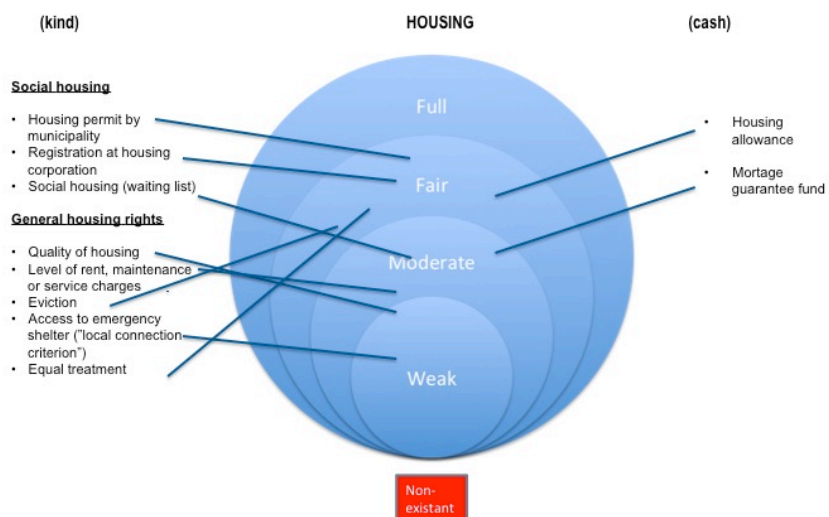 (kind)
HOUSING
(cash)
Social housing
• Housing permit by
municipality
• Registration at housing
corporation
• Social housing (waiting list)
General housing rights
• Quality of housing
• Level of rent, maintenance
or service charges
• Eviction
• Access to emergency
shelter ("local connection
criterion")
• Equal treatment
Full
Fair
Moderate
Weak
Non-
existant
• Housing
allowance
• Mortage
guarantee fund